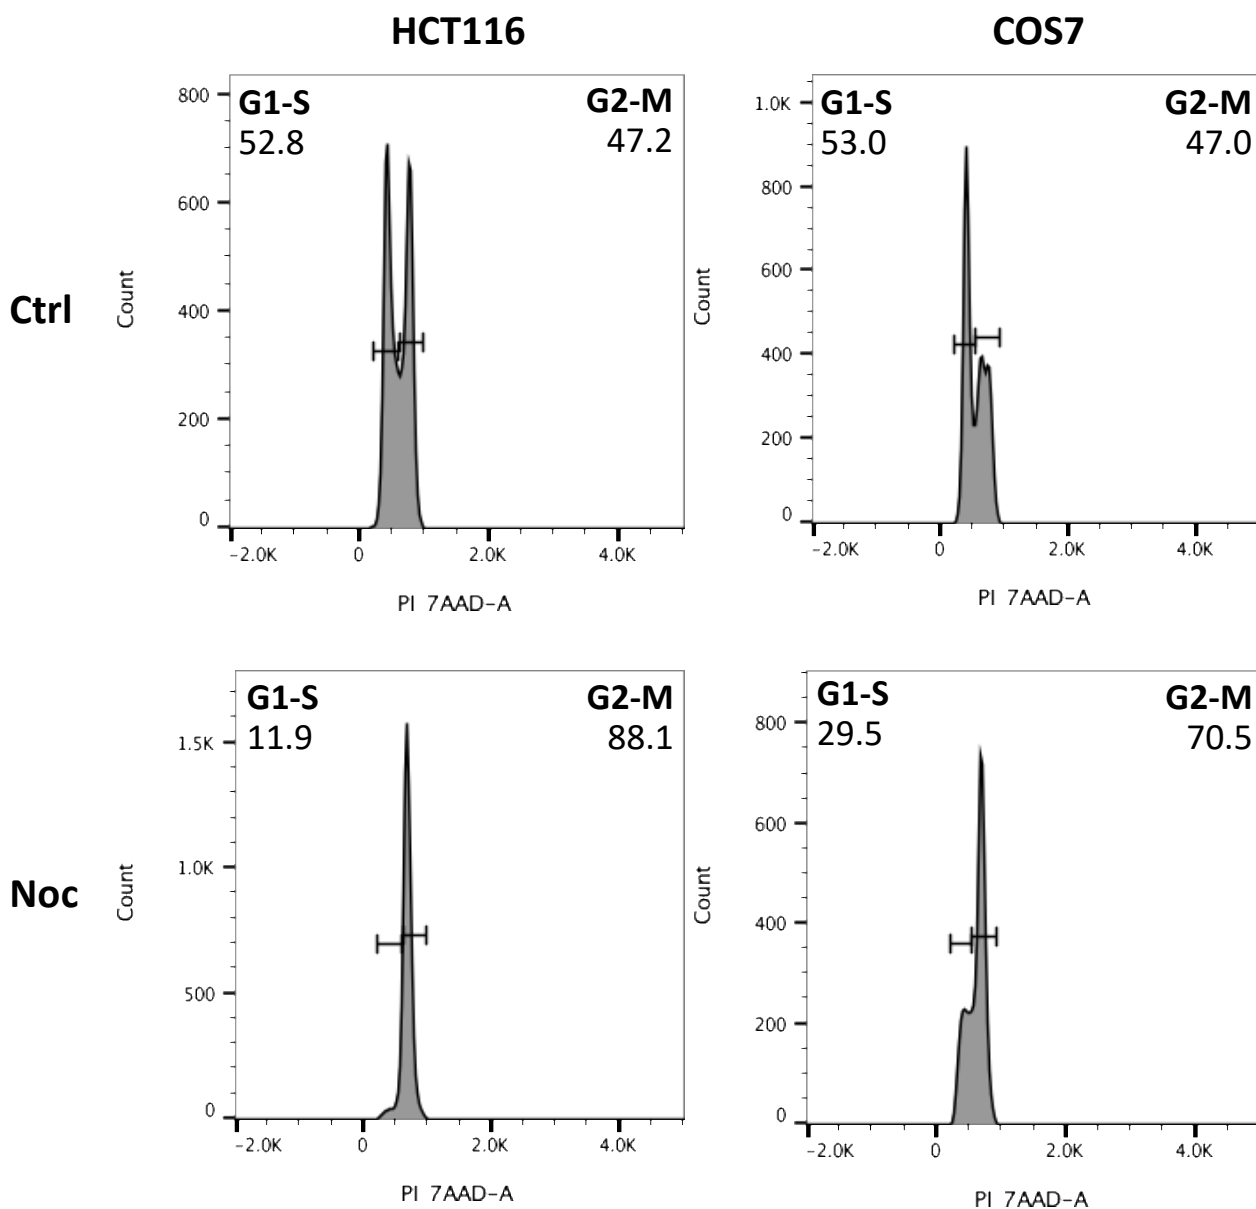 HCT116
COS7
Ctrl
800
600
400
200
0
Count
G1-S
52.8
G2-M
47.2
-2.0K 0 2.0K 4.0K
PI 7AAD-A
1.0K
800
600
400
200
0
Count
G1-S
53.0
G2-M
47.0
-2.0K 0 2.0K 4.0K
PI 7AAD-A
Noc
1.5K
1.0K
500
0
Count
G1-S
11.9
G2-M
88.1
-2.0K 0 2.0K 4.0K
PI 7AAD-A
800
600
400
200
0
Count
G1-S
29.5
G2-M
70.5
-2.0K 0 2.0K 4.0K
PI 7AAD-A